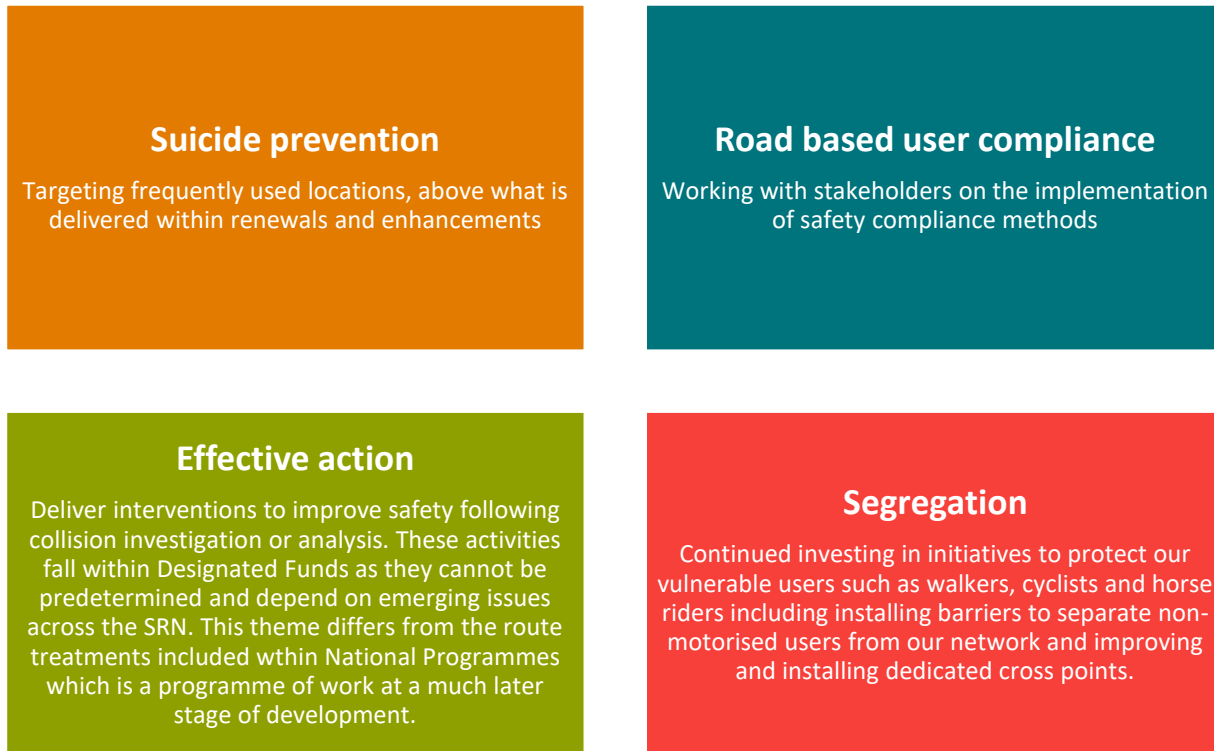 Suicide prevention
Targeting frequently used locations, above what is
delivered within renewals and enhancements
Road based user compliance
Working with stakeholders on the implementation
of safety compliance methods
Effective action
Deliver interventions to improve safety following
collision investigation or analysis. These activities
fall within Designated Funds as they cannot be
predetermined and depend on emerging issues
across the SRN. This theme differs from the route
treatments included wthin National Programmes
which is a programme of work at a much later
stage of development.
Segregation
Continued investing in initiatives to protect our
vulnerable users such as walkers, cyclists and horse
riders including installing barriers to separate non-
motorised users from our network and improving
and installing dedicated cross points.